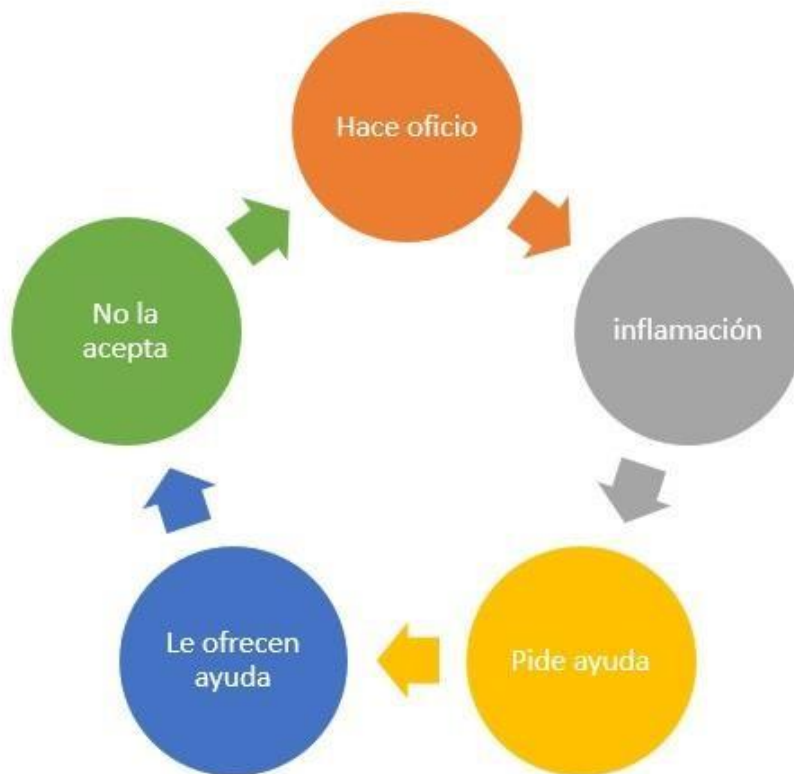 Hace oficio
inflamación
Pide ayuda
Le ofrecen
ayuda
No la
acepta